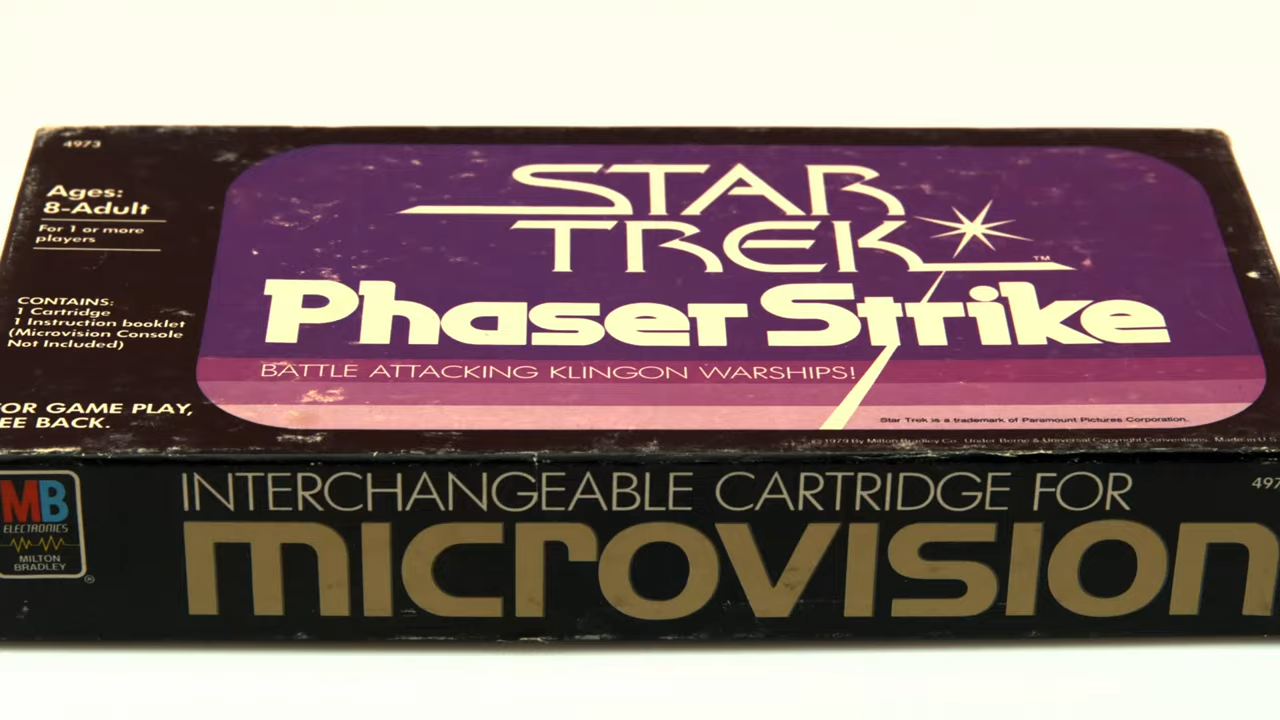 4973
Ages:
8-Adult
For 1 or more
players
CONTAINS:
1 Cartridge
1 Instruction booklet
(Microvision Console
Not Included)
OR GAME PLAY,
EE BACK.
STAR
TREK™
Phaser Strike
BATTLE ATTACKING KLINGON WARSHIPS!
Star Trek is a trademark of Paramount Pictures Corporation.
© 1979 By Milton Bradley Co. Under Berne & Universal Copyright Conventions. Made in U.S
MB
ELECTRONICS
MILTON
BRADLEY
®
INTERCHANGEABLE CARTRIDGE FOR
497
microvision